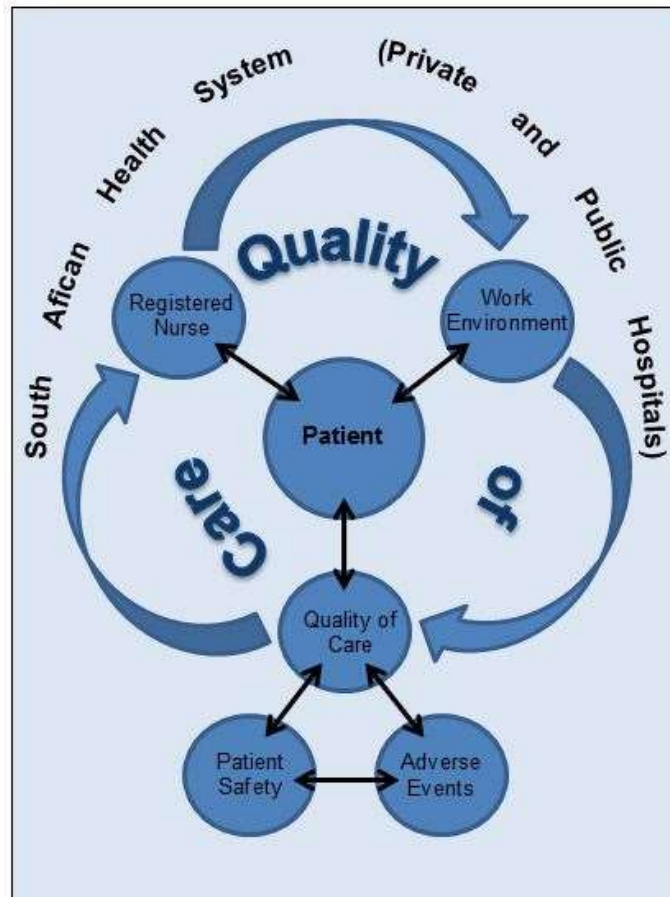 South Afican Health System (Private and Public Hospitals)
Quality of Care
Registered
Nurse
Work
Environment
Patient
Quality of
Care
Patient
Safety
Adverse
Events